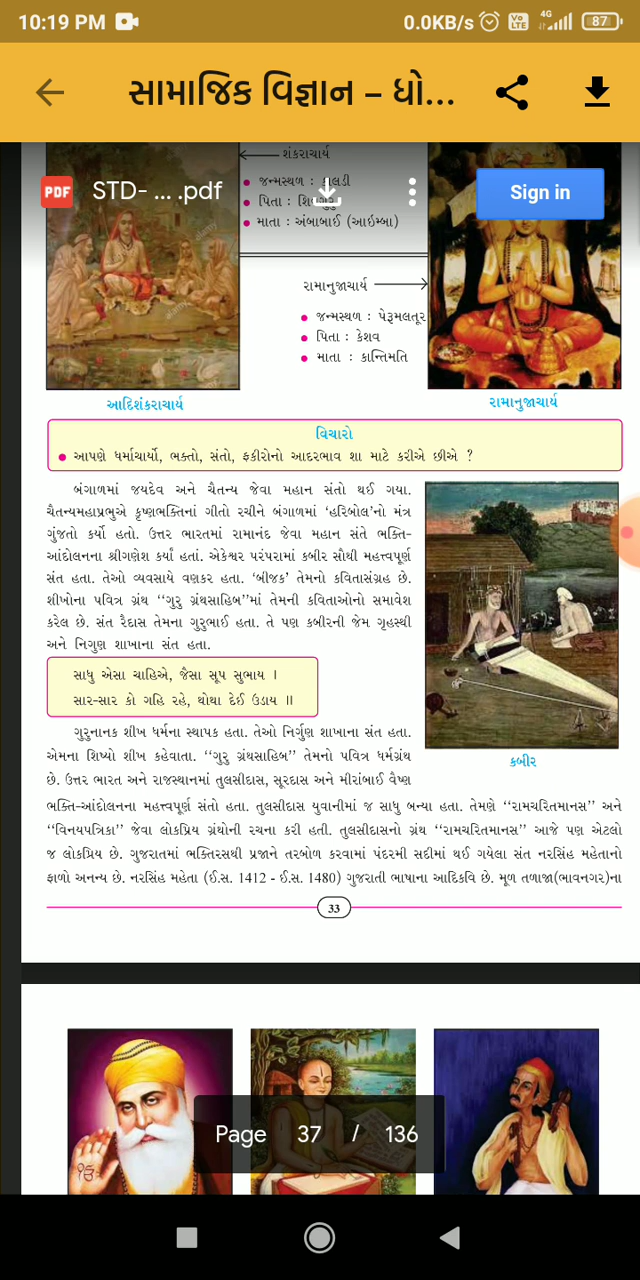 10:19 PM
0.0KB/s
Vo LTE
4G
87
સામાજિક વિજ્ઞાન – ધો...
PDF STD- ... .pdf
Sign in
શંકરાચાર્ય
જન્મસ્થળ : કાલડી
પિતા : શિવગુરુ
માતા : અંબાબાઈ (આઇમ્બા)
રામાનુજાચાર્ય
જન્મસ્થળ : પેરુમલતૂર
પિતા : કેશવ
માતા : કાન્તિમતિ
આદિશંકરાચાર્ય
રામાનુજાચાર્ય
વિચારો
આપણે ધર્માચાર્યો, ભક્તો, સંતો, ફકીરોનો આદરભાવ શા માટે કરીએ છીએ ?
બંગાળમાં જયદેવ અને ચૈતન્ય જેવા મહાન સંતો થઈ ગયા.
ચૈતન્યમહાપ્રભુએ કૃષ્ણભક્તિનાં ગીતો રચીને બંગાળમાં ‘હરિબોલ’નો મંત્ર
ગુંજતો કર્યો હતો. ઉત્તર ભારતમાં રામાનંદ જેવા મહાન સંતે ભક્તિ-
આંદોલનના શ્રીગણેશ કર્યાં હતાં. એકેશ્વર પરંપરામાં કબીર સૌથી મહત્ત્વપૂર્ણ
સંત હતા. તેઓ વ્યવસાયે વણકર હતા. ‘બીજક’ તેમનો કવિતાસંગ્રહ છે.
શીખોના પવિત્ર ગ્રંથ ‘‘ગુરુ ગ્રંથસાહિબ’’માં તેમની કવિતાઓનો સમાવેશ
કરેલ છે. સંત રૈદાસ તેમના ગુરુભાઈ હતા. તે પણ કબીરની જેમ ગૃહસ્થી
અને નિગુણ શાખાના સંત હતા.
સાધુ એસા ચાહિએ, જૈસા સૂપ સુભાય ।
સાર-સાર કો ગહિ રહે, થોથા દેઈ ઉડાય ॥
ગુરુનાનક શીખ ધર્મના સ્થાપક હતા. તેઓ નિર્ગુણ શાખાના સંત હતા.
એમના શિષ્યો શીખ કહેવાતા. ‘‘ગુરુ ગ્રંથસાહિબ’’ તેમનો પવિત્ર ધર્મગ્રંથ
છે. ઉત્તર ભારત અને રાજસ્થાનમાં તુલસીદાસ, સૂરદાસ અને મીરાંબાઈ વૈષ્ણ
કબીર
ભક્તિ-આંદોલનના મહત્ત્વપૂર્ણ સંતો હતા. તુલસીદાસ યુવાનીમાં જ સાધુ બન્યા હતા. તેમણે ‘‘રામચરિતમાનસ’’ અને
‘‘વિનયપત્રિકા’’ જેવા લોકપ્રિય ગ્રંથોની રચના કરી હતી. તુલસીદાસનો ગ્રંથ ‘‘રામચરિતમાનસ’’ આજે પણ એટલો
જ લોકપ્રિય છે. ગુજરાતમાં ભક્તિરસથી પ્રજાને તરબોળ કરવામાં પંદરમી સદીમાં થઈ ગયેલા સંત નરસિંહ મહેતાનો
ફાળો અનન્ય છે. નરસિંહ મહેતા (ઈ.સ. 1412 - ઈ.સ. 1480) ગુજરાતી ભાષાના આદિકવિ છે. મૂળ તળાજા(ભાવનગર)ના
33
Page 37 / 136